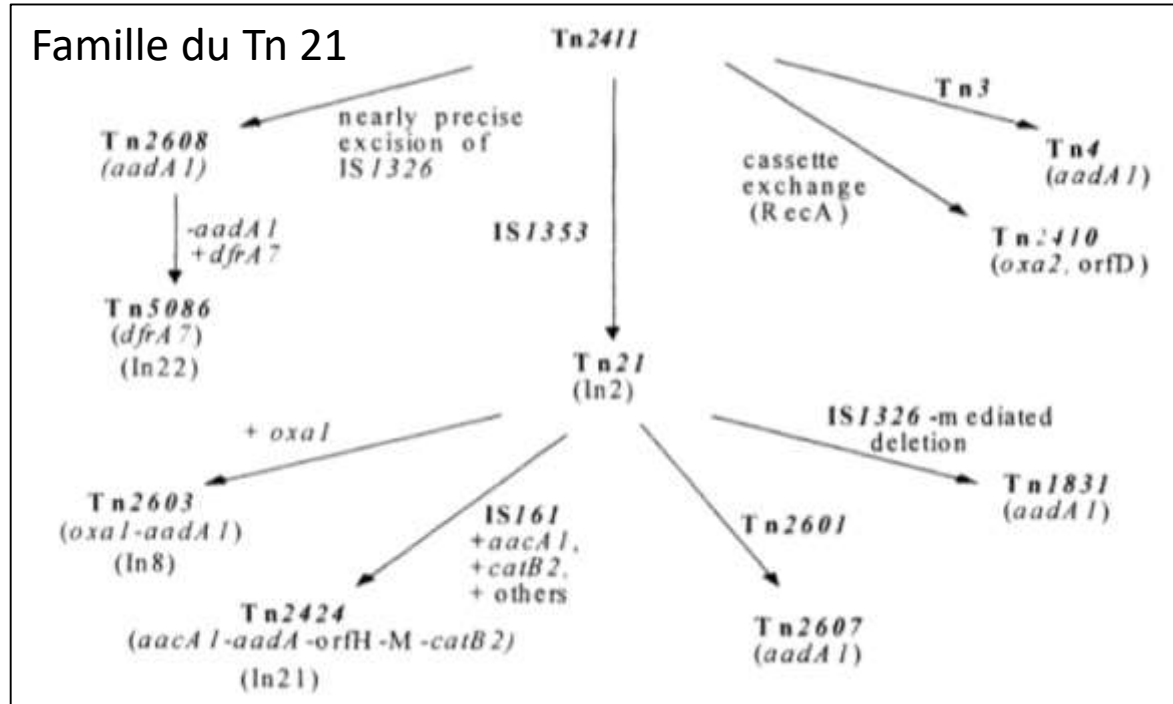 Famille du Tn 21
Tn2411
nearly precise
excision of
IS1326
Tn2608
(aadA1)
-aadA1
+dfrA7
Tn5086
(dfrA7)
(In22)
IS1353
cassette
exchange
(RecA)
Tn3
Tn4
(aadA1)
Tn2410
(oxa2, orfD)
Tn21
(In2)
+ oxa1
Tn2603
(oxa1-aadA1)
(In8)
IS161
+aacA1,
+catB2,
+ others
Tn2424
(aacA1-aadA-orfH-M-catB2)
(In21)
Tn2601
Tn2607
(aadA1)
IS1326-mediated
deletion
Tn1831
(aadA1)